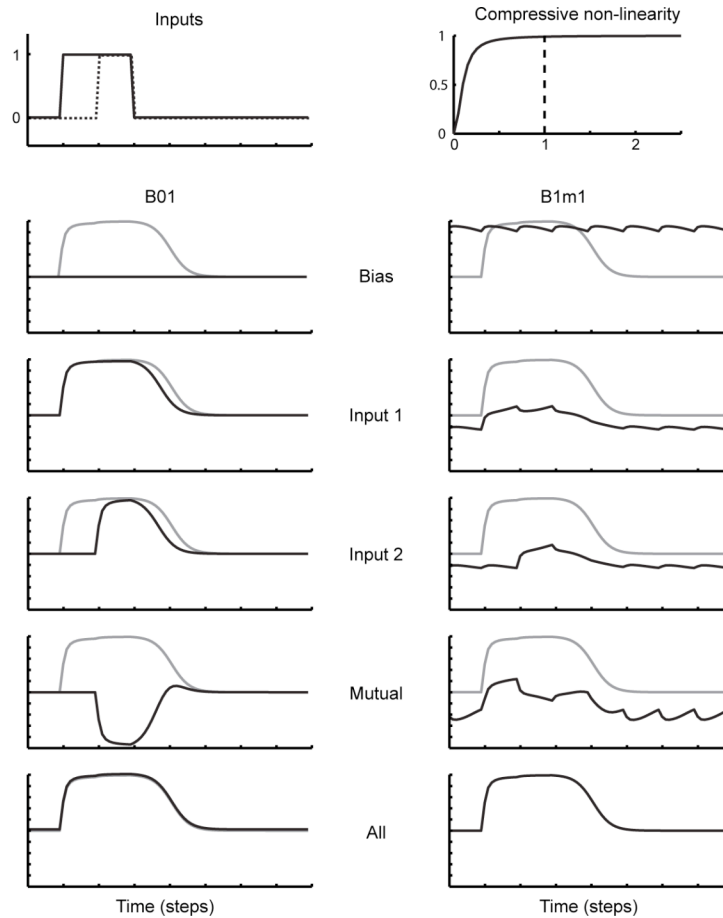 Inputs
Compressive non-linearity
1
0
1
0.5
0
0
1
2
B01
B1m1
Bias
Input 1
Input 2
Mutual
All
Time (steps)
Time (steps)